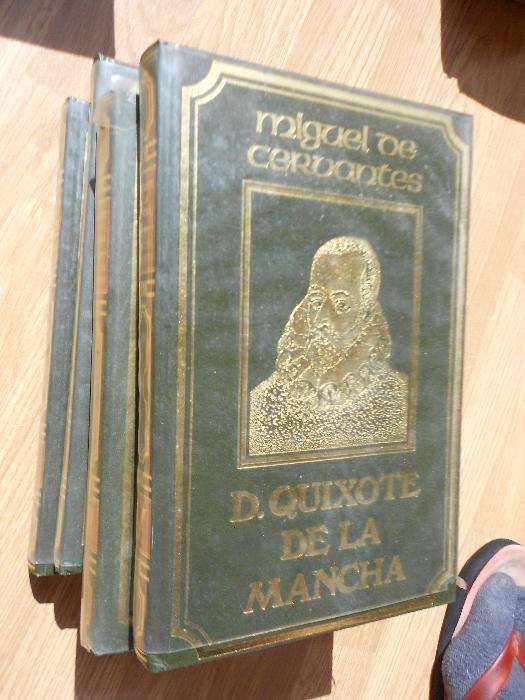 miguel de
cervantes
D. QUIXOTE
DE LA
MANCHA